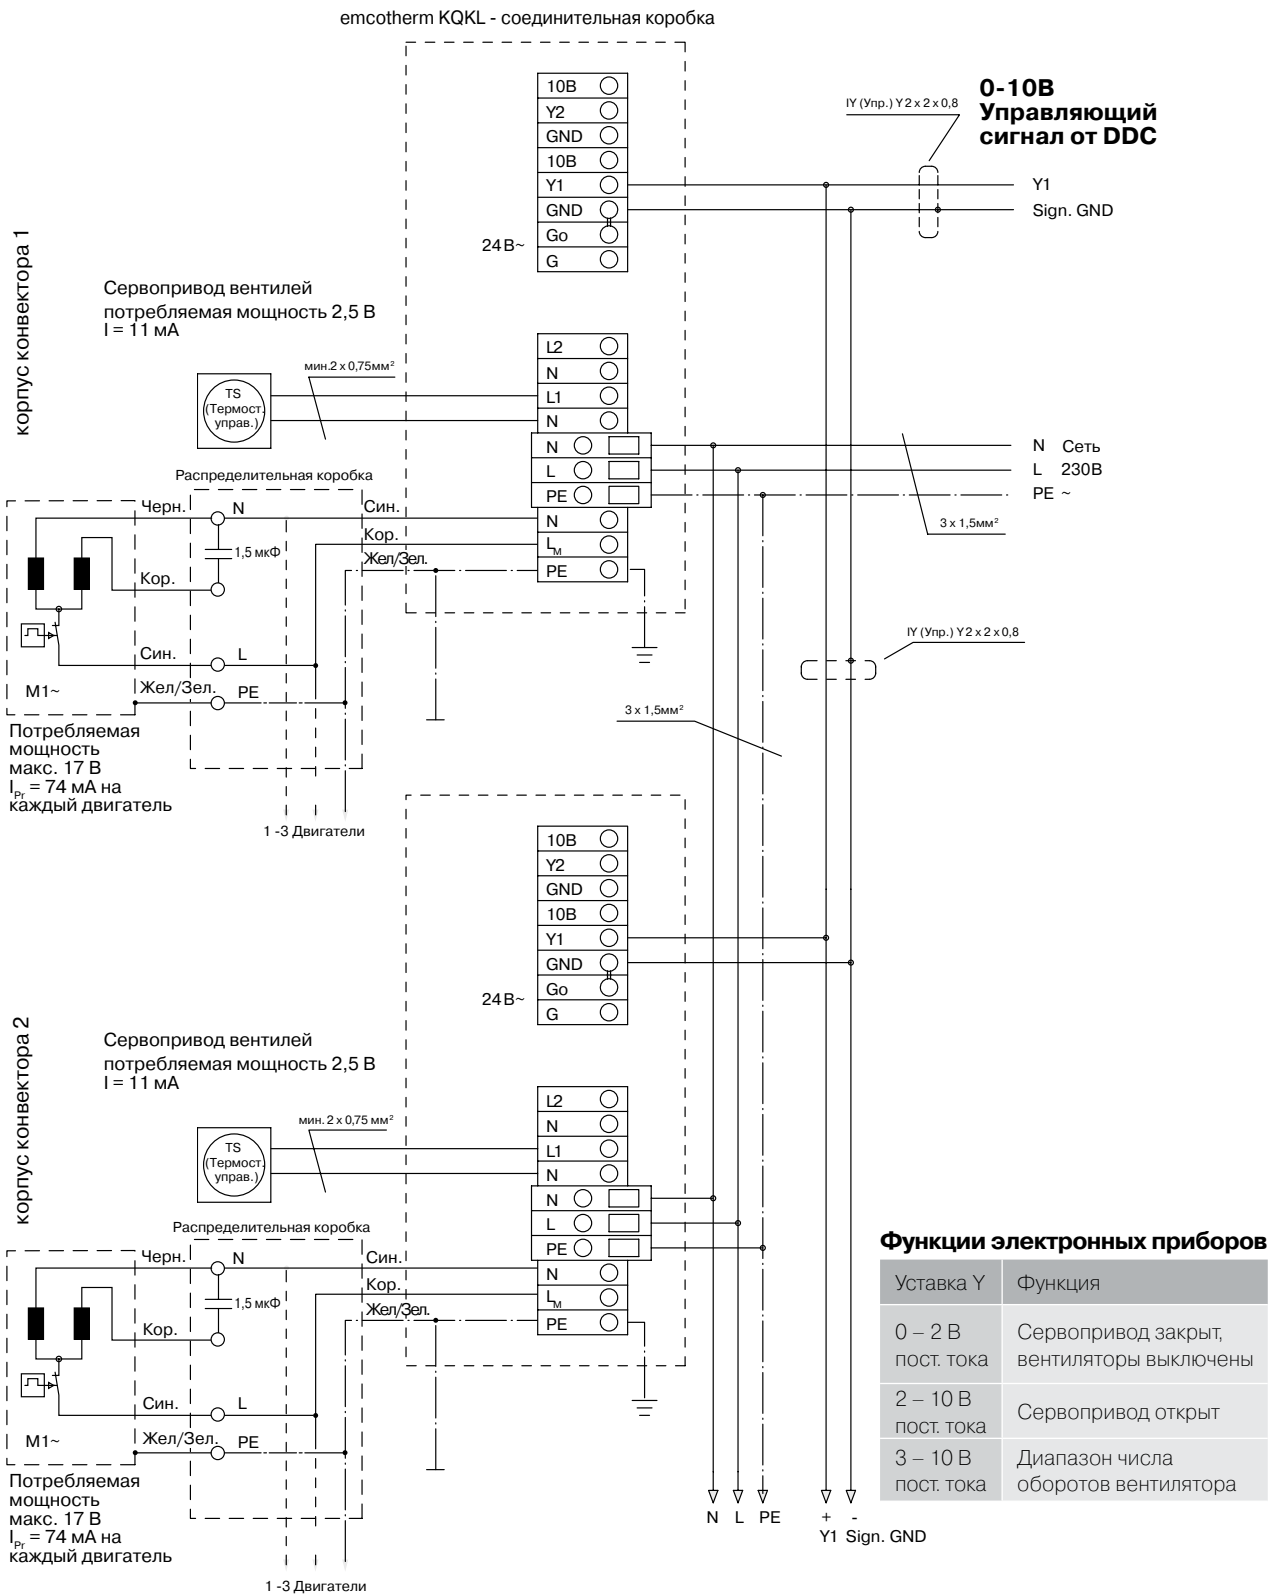 emcotherm KQKL - соединительная коробка
10В
Y2
GND
10В
Y1
GND
Go
G
24В~
IY (Упр.) Y 2 x 2 x 0,8
0-10В
Управляющий
сигнал от DDC
Y1
Sign. GND
корпус конвектора 1
Сервопривод вентилей
потребляемая мощность 2,5 В
I = 11 мА
мин.2 x 0,75мм²
TS
(Термост.
управ.)
L2
N
L1
N
N
L
PE
N
Lм
PE
N Сеть
L 230В
PE ~
3 x 1,5мм²
Распределительная коробка
Черн.
N
Син.
Кор.
Жел/Зел.
1,5 мкФ
Кор.
Син.
L
Жел/Зел.
PE
M1~
Потребляемая
мощность
макс. 17 В
IPr = 74 мА на
каждый двигатель
1 -3 Двигатели
IY (Упр.) Y 2 x 2 x 0,8
3 x 1,5мм²
10В
Y2
GND
10В
Y1
GND
Go
G
24В~
корпус конвектора 2
Сервопривод вентилей
потребляемая мощность 2,5 В
I = 11 мА
мин. 2 x 0,75 мм²
TS
(Термост.
управ.)
L2
N
L1
N
N
L
PE
N
Lм
PE
Распределительная коробка
Черн.
N
Син.
Кор.
Жел/Зел.
1,5 мкФ
Кор.
Син.
L
Жел/Зел.
PE
M1~
Потребляемая
мощность
макс. 17 В
IPr = 74 мА на
каждый двигатель
1 -3 Двигатели
N L PE + -
Y1 Sign. GND
Функции электронных приборов
Уставка Y Функция
0 – 2 В Сервопривод закрыт,
пост. тока вентиляторы выключены
2 – 10 В
пост. тока Сервопривод открыт
3 – 10 В Диапазон числа
пост. тока оборотов вентилятора